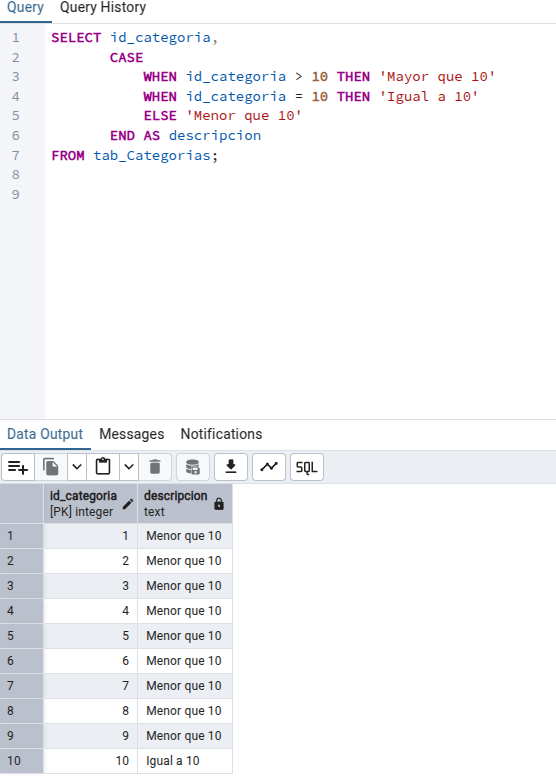 Query Query History
1 SELECT id_categoria,
2 CASE
3 WHEN id_categoria > 10 THEN 'Mayor que 10'
4 WHEN id_categoria = 10 THEN 'Igual a 10'
5 ELSE 'Menor que 10'
6 END AS descripcion
7 FROM tab_Categorias;
8
9
Data Output Messages Notifications
SQL
id_categoria descripcion
[PK] integer text
1 1 Menor que 10
2 2 Menor que 10
3 3 Menor que 10
4 4 Menor que 10
5 5 Menor que 10
6 6 Menor que 10
7 7 Menor que 10
8 8 Menor que 10
9 9 Menor que 10
10 10 Igual a 10